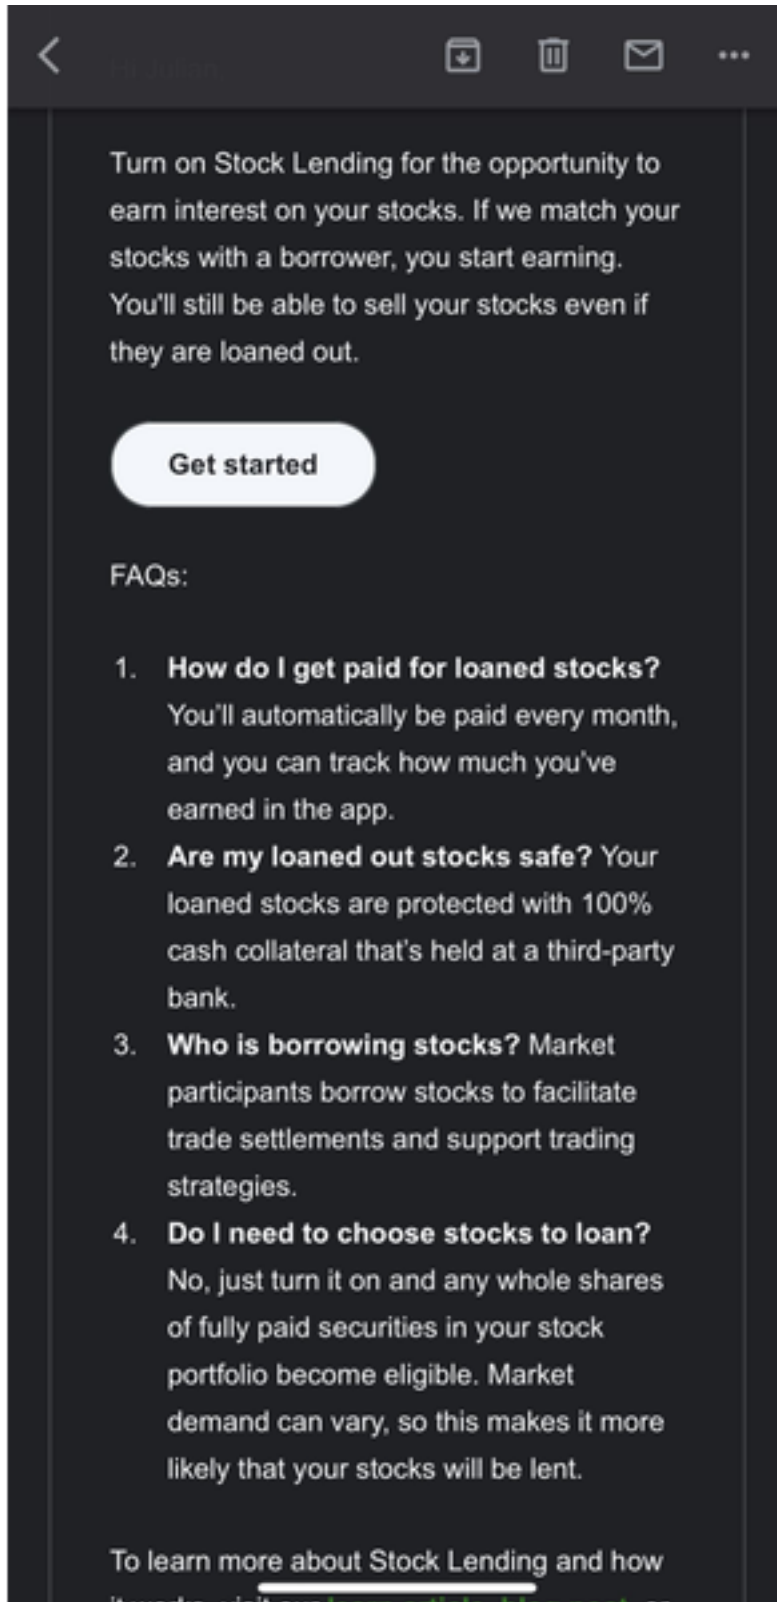 Hi Julian,
Turn on Stock Lending for the opportunity to
earn interest on your stocks. If we match your
stocks with a borrower, you start earning.
You'll still be able to sell your stocks even if
they are loaned out.
Get started
FAQs:
1. How do I get paid for loaned stocks?
You'll automatically be paid every month,
and you can track how much you've
earned in the app.
2. Are my loaned out stocks safe? Your
loaned stocks are protected with 100%
cash collateral that's held at a third-party
bank.
3. Who is borrowing stocks? Market
participants borrow stocks to facilitate
trade settlements and support trading
strategies.
4. Do I need to choose stocks to loan?
No, just turn it on and any whole shares
of fully paid securities in your stock
portfolio become eligible. Market
demand can vary, so this makes it more
likely that your stocks will be lent.
To learn more about Stock Lending and how